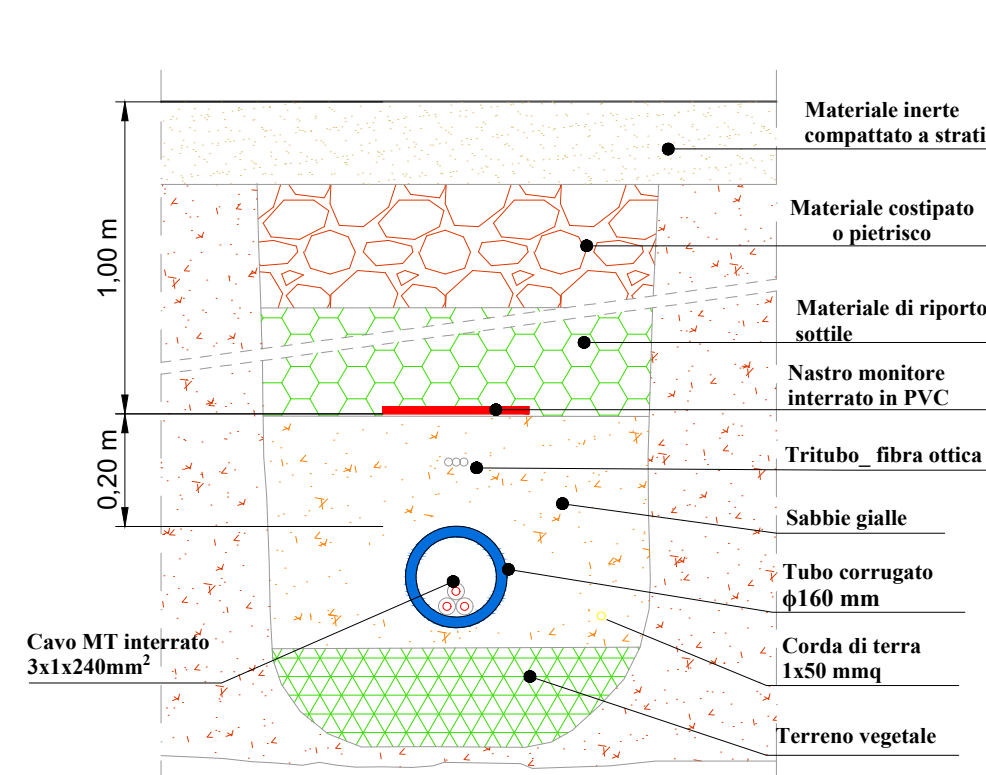 Materiale inerte
compattato a strati
Materiale costipato
o pietrisco
1,00 m
Materiale di riporto
sottile
Nastro monitore
interrato in PVC
0,20 m
Tritubo_ fibra ottica
Sabbie gialle
Tubo corrugato
ϕ160 mm
Cavo MT interrato
3x1x240mm²
Corda di terra
1x50 mmq
Terreno vegetale